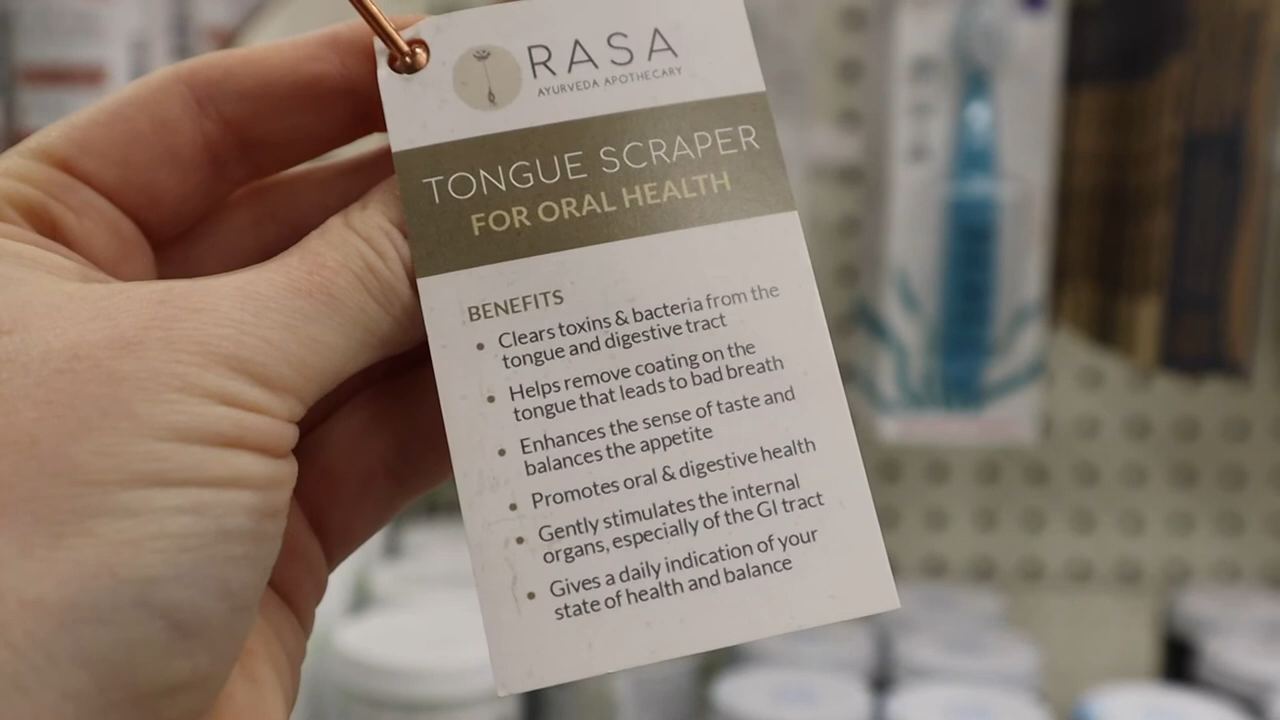 RASA
AYURVEDA APOTHECARY
TONGUE SCRAPER
FOR ORAL HEALTH
BENEFITS
• Clears toxins & bacteria from the
tongue and digestive tract
• Helps remove coating on the
tongue that leads to bad breath
• Enhances the sense of taste and
balances the appetite
• Promotes oral & digestive health
• Gently stimulates the internal
organs, especially of the GI tract
• Gives a daily indication of your
state of health and balance